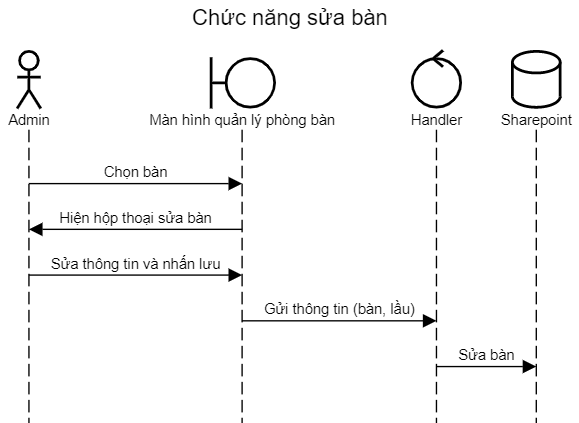 Chức năng sửa bàn
Admin
Màn hình quản lý phòng bàn
Handler
Sharepoint
Chọn bàn
Hiện hộp thoại sửa bàn
Sửa thông tin và nhấn lưu
Gửi thông tin (bàn, lầu)
Sửa bàn